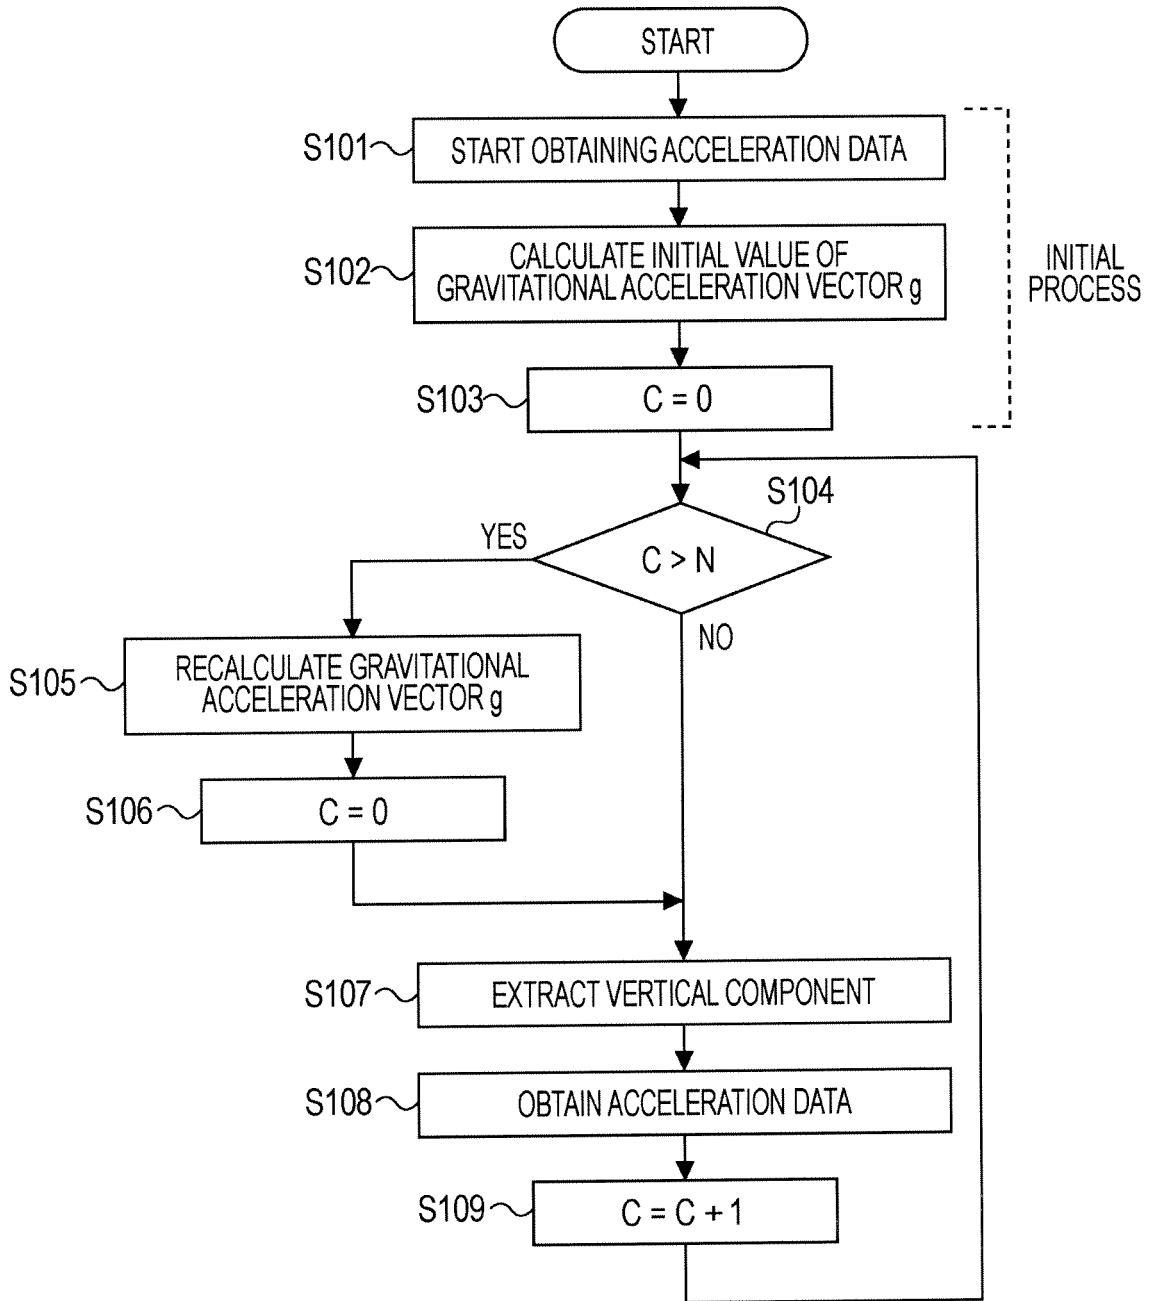 START
S101
START OBTAINING ACCELERATION DATA
S102
CALCULATE INITIAL VALUE OF
GRAVITATIONAL ACCELERATION VECTOR g
INITIAL
PROCESS
S103
C = 0
S104
YES
C > N
NO
S105
RECALCULATE GRAVITATIONAL
ACCELERATION VECTOR g
S106
C = 0
S107
EXTRACT VERTICAL COMPONENT
S108
OBTAIN ACCELERATION DATA
S109
C = C + 1